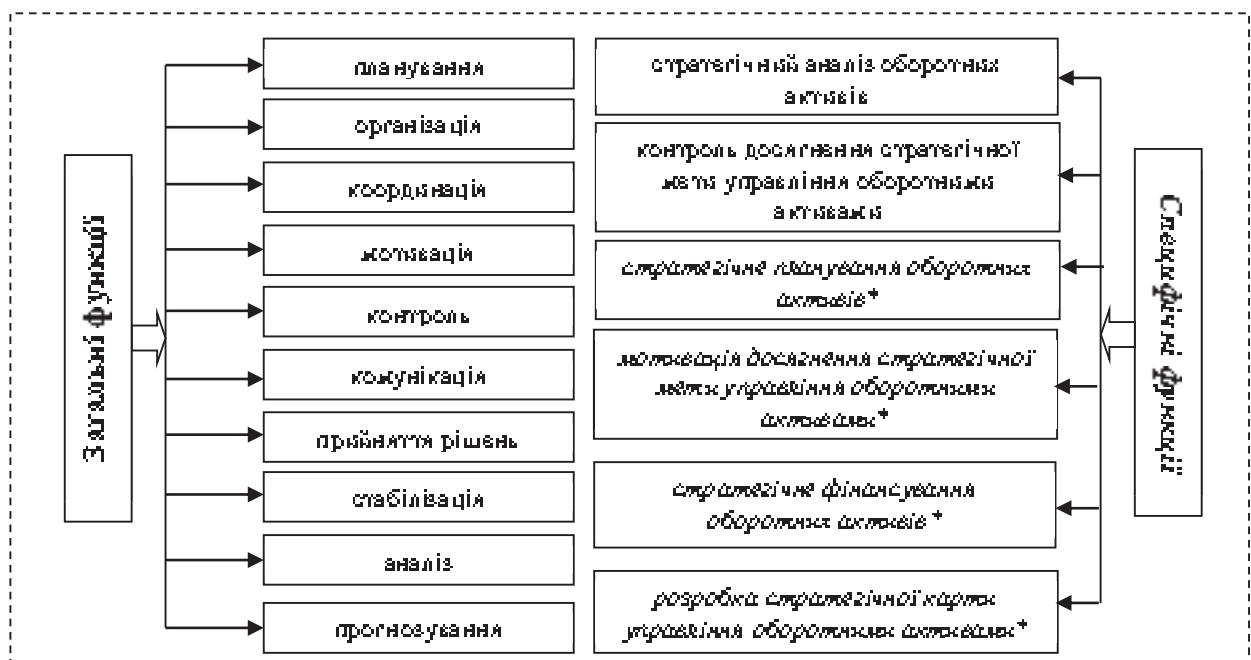 Загальні функції
планування
організація
координація
мотивація
контроль
комунікація
прийняття рішень
стабілізація
аналіз
прогнозування
стратегічний аналіз оборотних
активів
контроль досягнення стратегічної
мети управління оборотними
активами
стратегічне планування оборотних
активів*
мотивація досягнення стратегічної
мети управкіння оборотними
активами*
стратегічне фінансування
оборотних активів*
розробка стратегічної карти
управкіння оборотними активами*
Специфічні функції